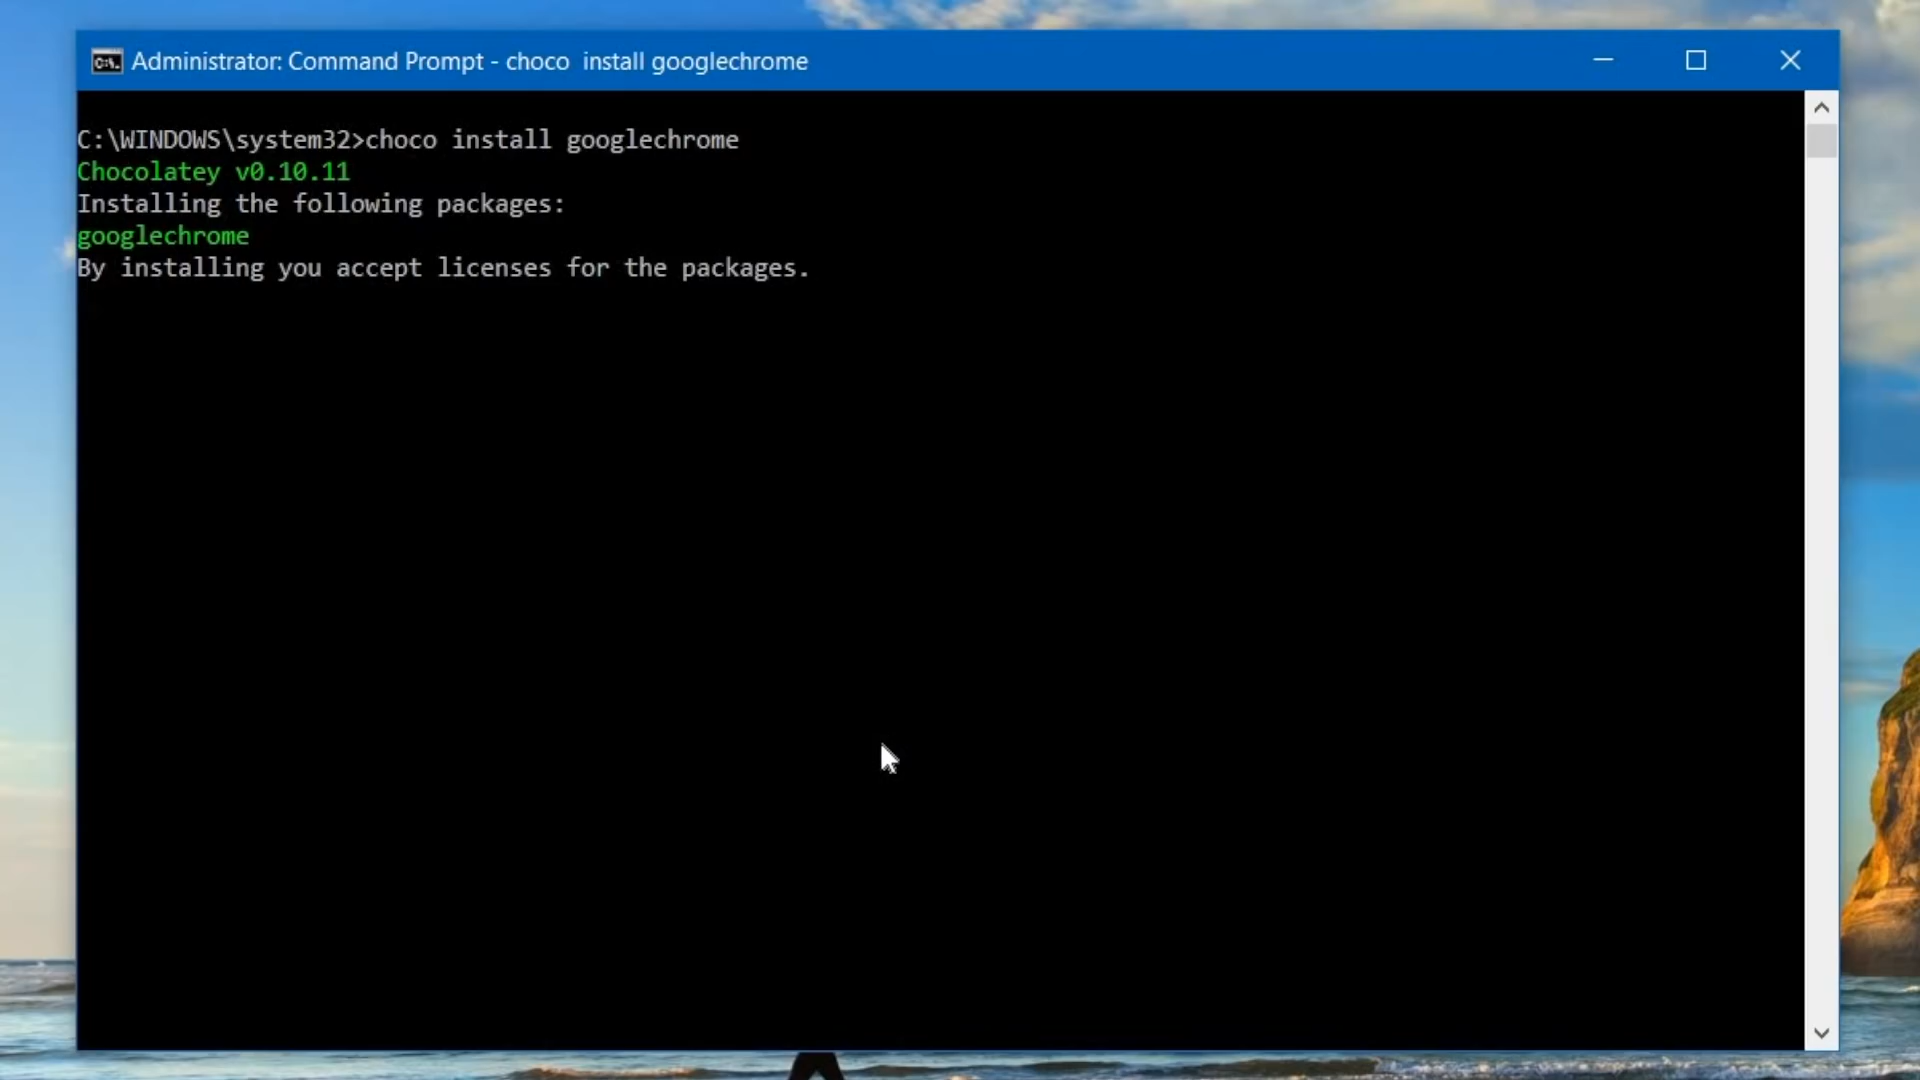 Administrator: Command Prompt - choco  install googlechrome
C:\WINDOWS\system32>choco install googlechrome
Chocolatey v0.10.11
Installing the following packages:
googlechrome
By installing you accept licenses for the packages.